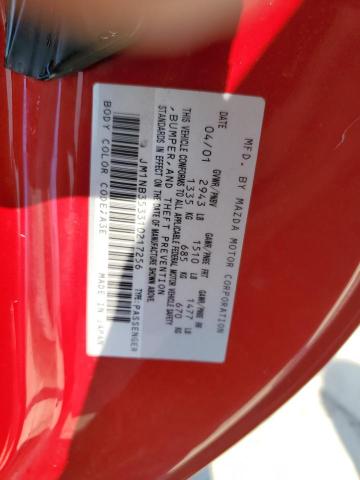 MFD. BY MAZDA MOTOR CORPORATION
DATE GVWR/PNBV GAWR/PNBE FRT GAWR/PNBE RR
04/01 2943 LB 1510 LB 1477 LB
1335 KG 685 KG 670 KG
THIS VEHICLE CONFORMS TO ALL APPLICABLE FEDERAL MOTOR VEHICLE SAFETY
, BUMPER, AND THEFT PREVENTION
STANDARDS IN EFFECT ON THE DATE OF MANUFACTURE SHOWN ABOVE.
JM1NB353310217256 TYPE:PASSENGER
BODY COLOR CODE/A3E MADE IN JAPAN